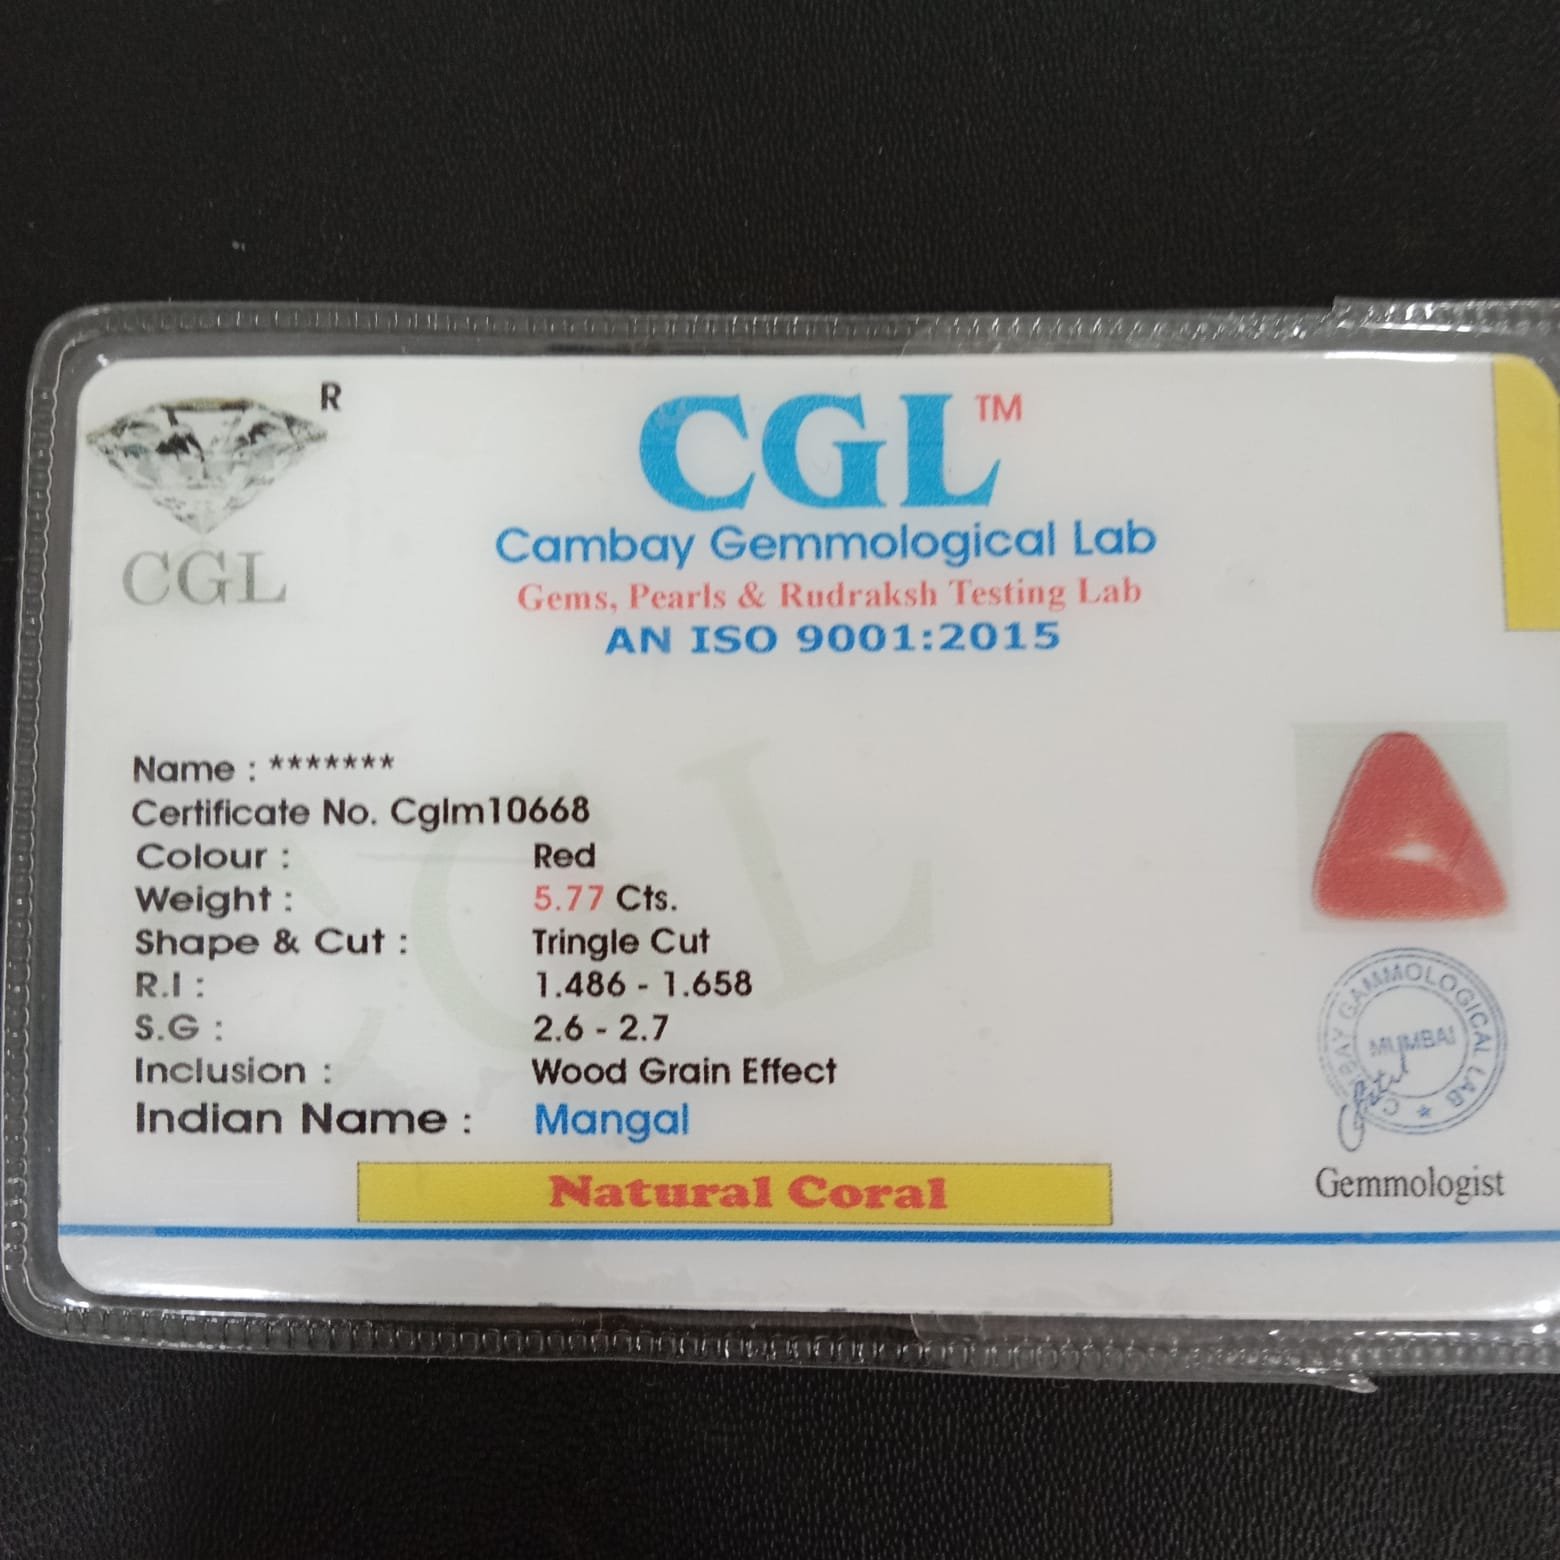 R
CGL
CGL™
Cambay Gemmological Lab
Gems, Pearls & Rudraksh Testing Lab
AN ISO 9001:2015
Name : *******
Certificate No. Cglm10668
Colour : Red
Weight : 5.77 Cts.
Shape & Cut : Tringle Cut
R.I : 1.486 - 1.658
S.G : 2.6 - 2.7
Inclusion : Wood Grain Effect
Indian Name : Mangal
Natural Coral
CGL
CAMBAY GAMMOLOGICAL LAB
MUMBAI
Gemmologist